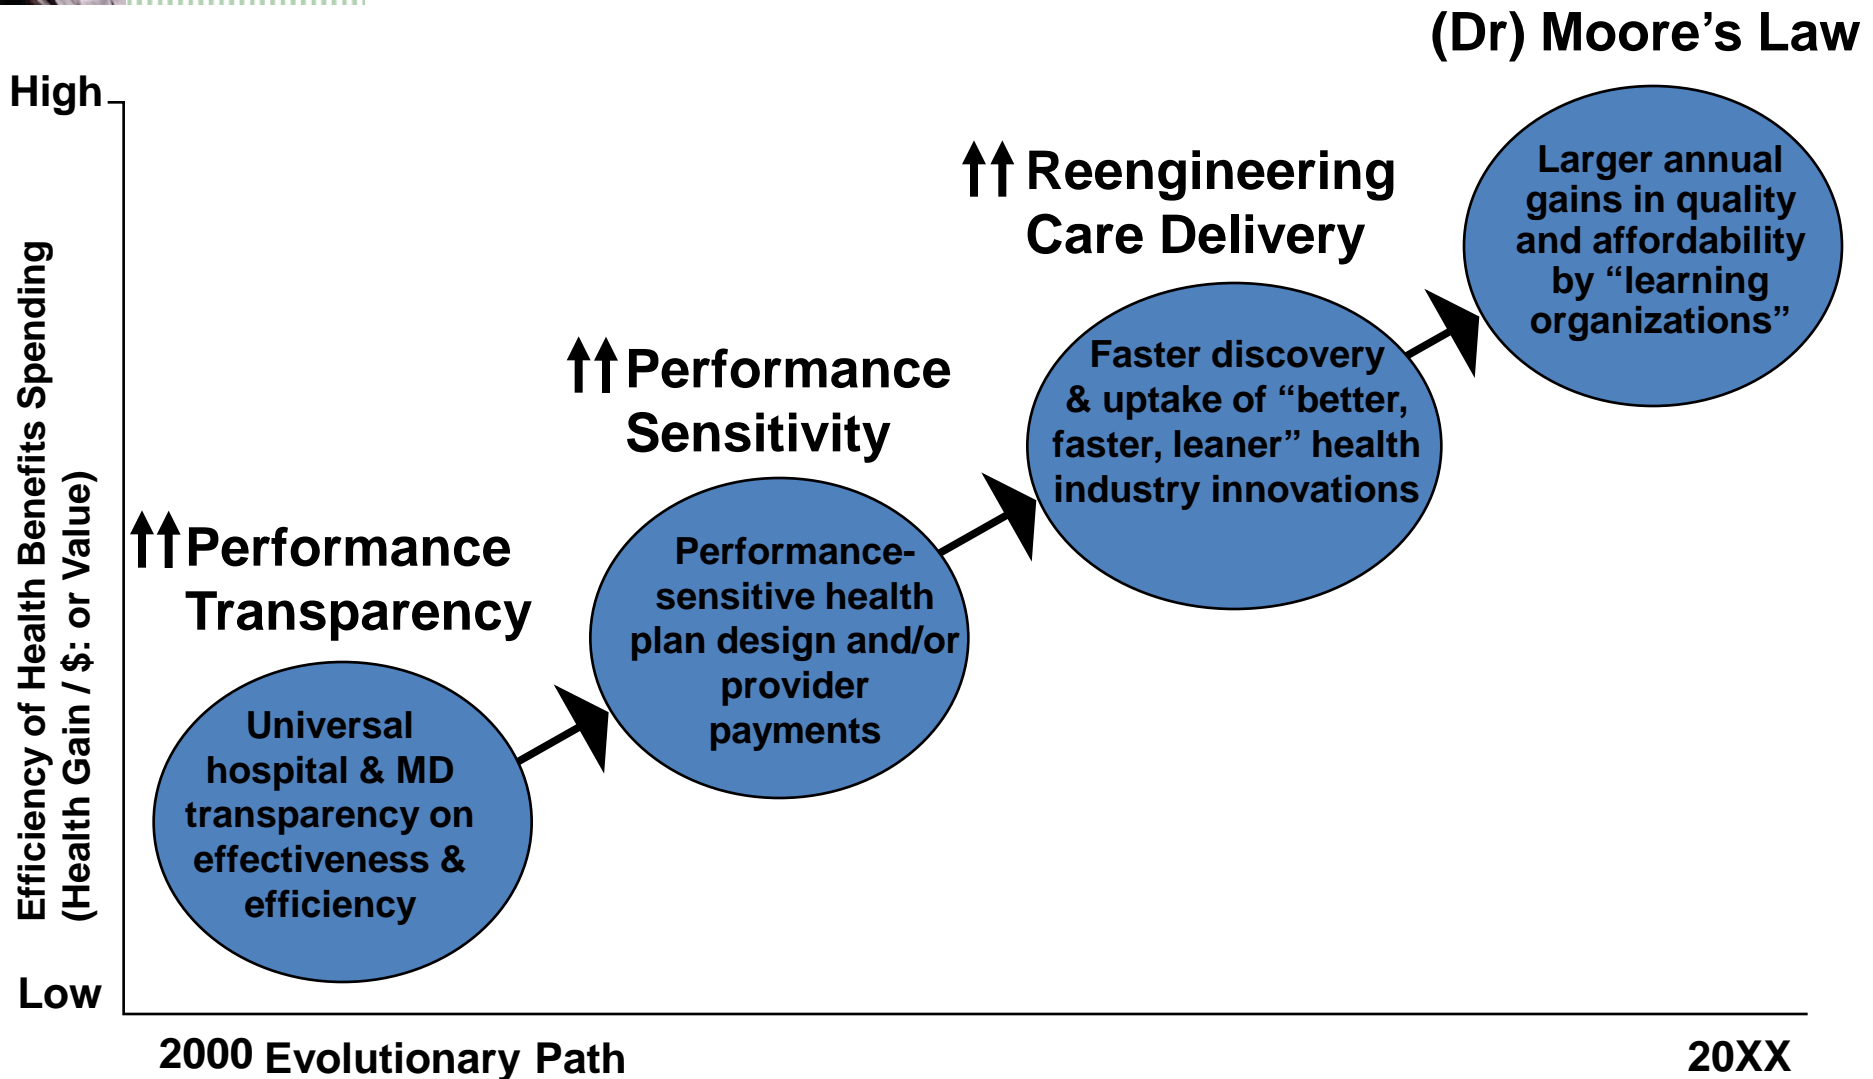 (Dr) Moore’s Law
High
Larger annual
gains in quality
and affordability
by “learning
organizations”
↑↑ Reengineering
Care Delivery
Faster discovery
& uptake of “better,
faster, leaner” health
industry innovations
↑↑ Performance
Sensitivity
Performance-
sensitive health
plan design and/or
provider
payments
↑↑ Performance
Transparency
Universal
hospital & MD
transparency on
effectiveness &
efficiency
Efficiency of Health Benefits Spending
(Health Gain / $: or Value)
Low
2000 Evolutionary Path
20XX